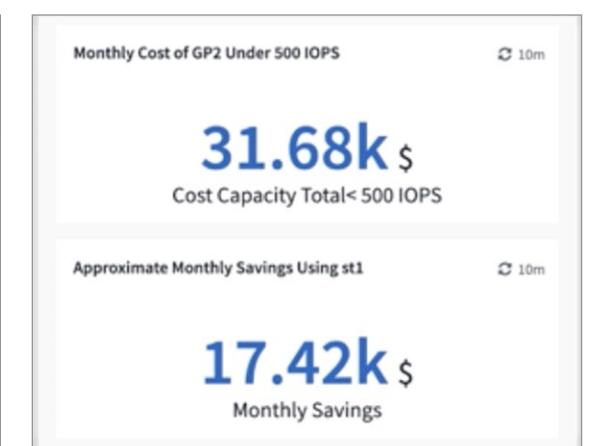 Monthly Cost of GP2 Under 500 IOPS 10m
31.68k $
Cost Capacity Total< 500 IOPS
Approximate Monthly Savings Using st1 10m
17.42k $
Monthly Savings